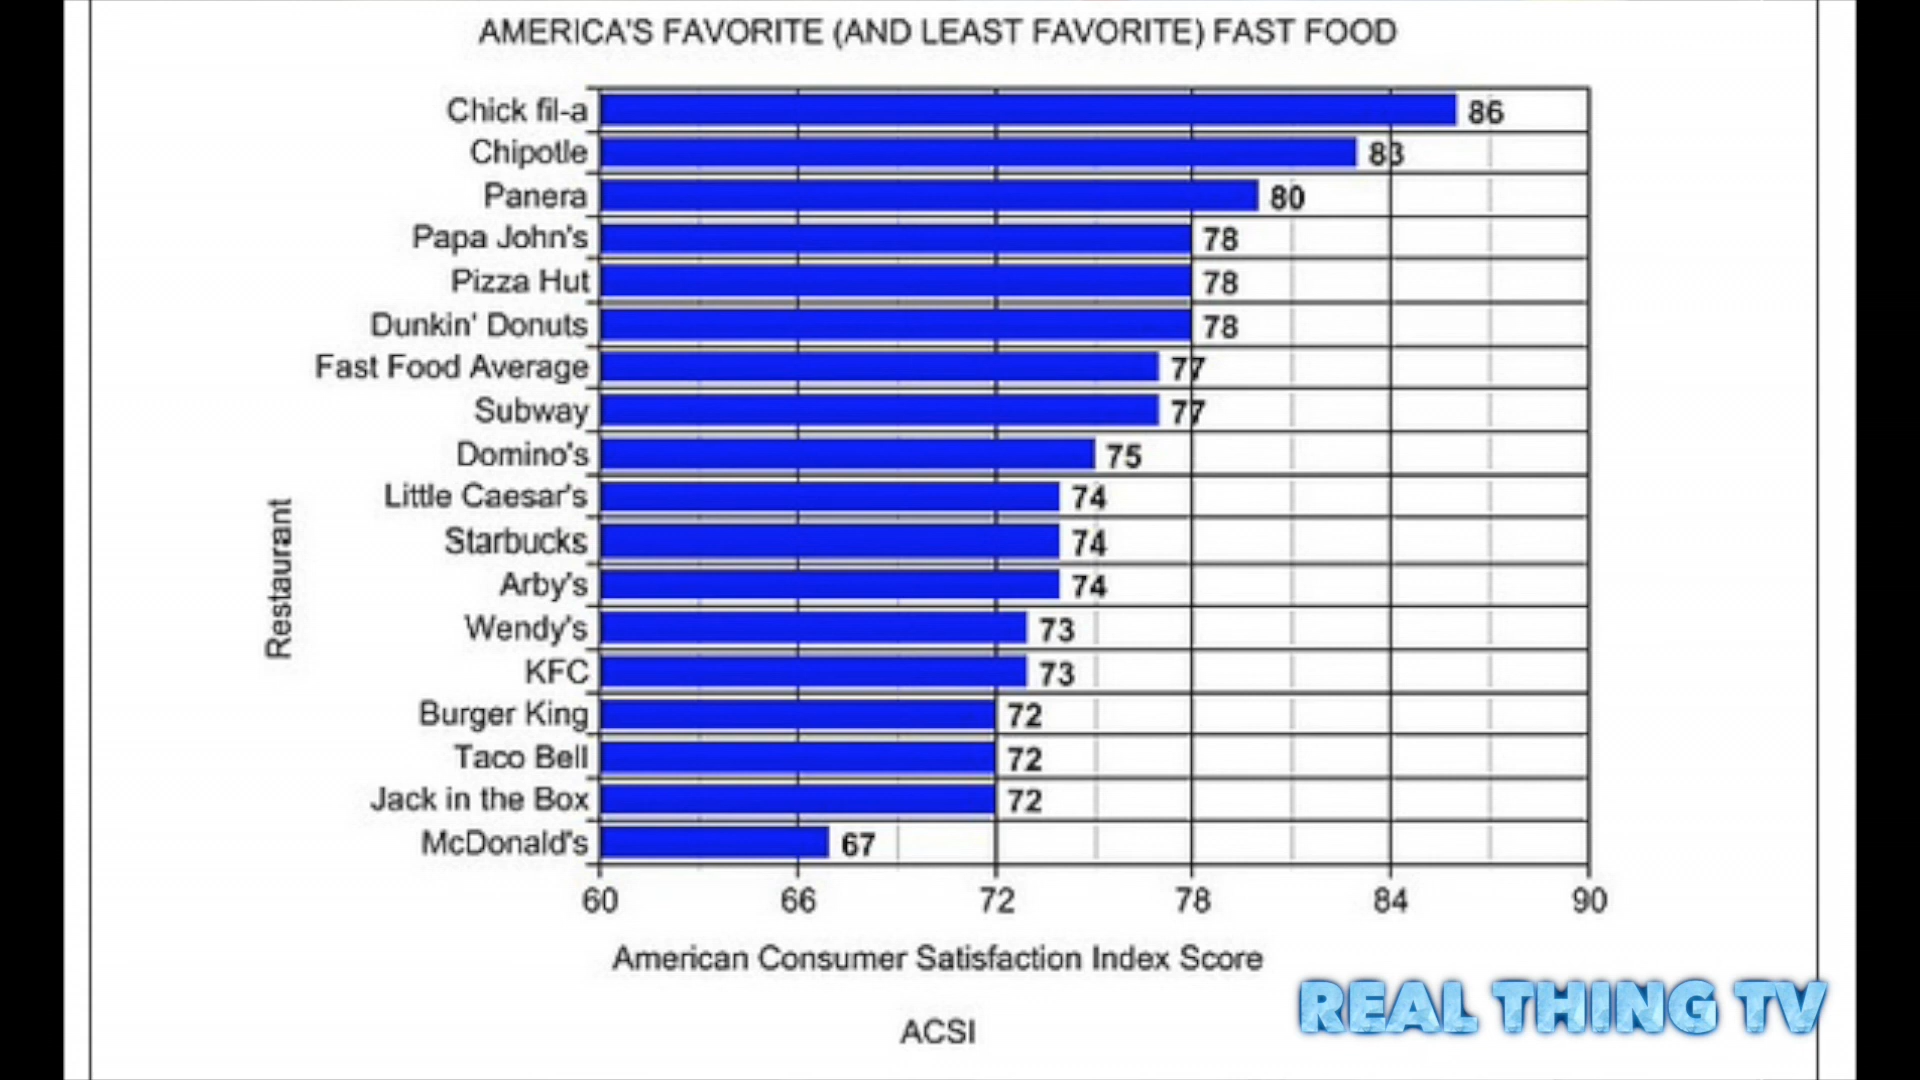 AMERICA'S FAVORITE (AND LEAST FAVORITE) FAST FOOD
Chick fil-a 86
Chipotle 83
Panera 80
Papa John's 78
Pizza Hut 78
Dunkin' Donuts 78
Fast Food Average 77
Subway 77
Domino's 75
Little Caesar's 74
Starbucks 74
Arby's 74
Wendy's 73
KFC 73
Burger King 72
Taco Bell 72
Jack in the Box 72
McDonald's 67
Restaurant
60 66 72 78 84 90
American Consumer Satisfaction Index Score
ACSI
REAL THING TV